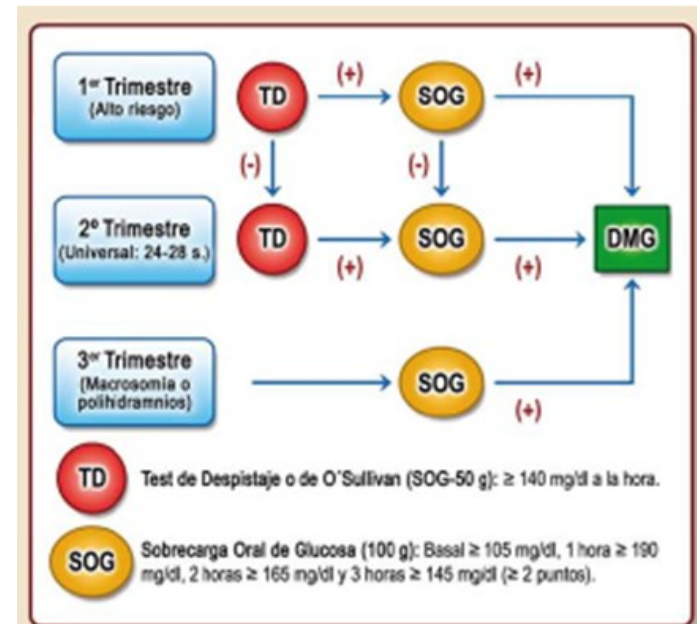 1er Trimestre
(Alto riesgo)
TD
(+)
SOG
(+)
(-)
(-)
2º Trimestre
(Universal: 24-28 s.)
TD
(+)
SOG
(+)
DMG
3er Trimestre
(Macrosomia o
polihidramnios)
SOG
(+)
TD
Test de Despistaje o de O´Sullivan (SOG-50 g): ≥ 140 mg/dl a la hora.
SOG
Sobrecarga Oral de Glucosa (100 g): Basal ≥ 105 mg/dl, 1 hora ≥ 190
mg/dl, 2 horas ≥ 165 mg/dl y 3 horas ≥ 145 mg/dl (≥ 2 puntos).